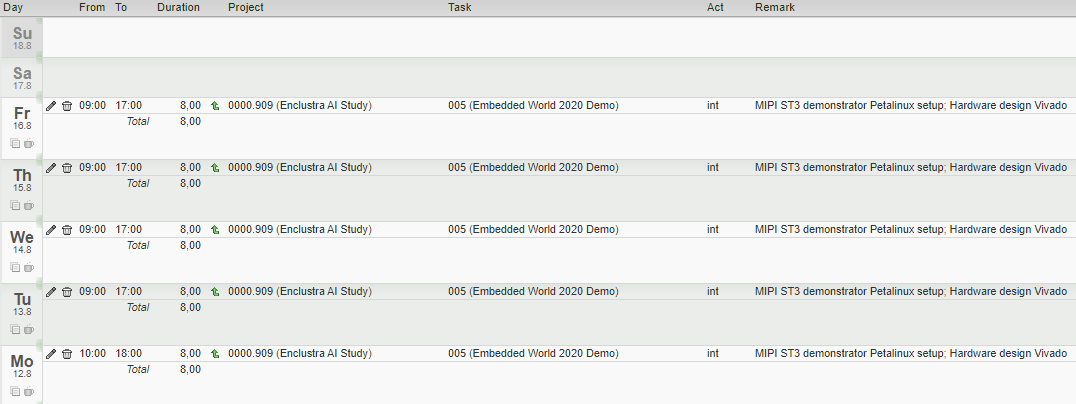 Day From To Duration Project Task Act Remark
Su
18.8
Sa
17.8
Fr
16.8
09:00 17:00 8,00 0000.909 (Enclustra AI Study) 005 (Embedded World 2020 Demo) int MIPI ST3 demonstrator Petalinux setup; Hardware design Vivado
Total 8,00
Th
15.8
09:00 17:00 8,00 0000.909 (Enclustra AI Study) 005 (Embedded World 2020 Demo) int MIPI ST3 demonstrator Petalinux setup; Hardware design Vivado
Total 8,00
We
14.8
09:00 17:00 8,00 0000.909 (Enclustra AI Study) 005 (Embedded World 2020 Demo) int MIPI ST3 demonstrator Petalinux setup; Hardware design Vivado
Total 8,00
Tu
13.8
09:00 17:00 8,00 0000.909 (Enclustra AI Study) 005 (Embedded World 2020 Demo) int MIPI ST3 demonstrator Petalinux setup; Hardware design Vivado
Total 8,00
Mo
12.8
10:00 18:00 8,00 0000.909 (Enclustra AI Study) 005 (Embedded World 2020 Demo) int MIPI ST3 demonstrator Petalinux setup; Hardware design Vivado
Total 8,00